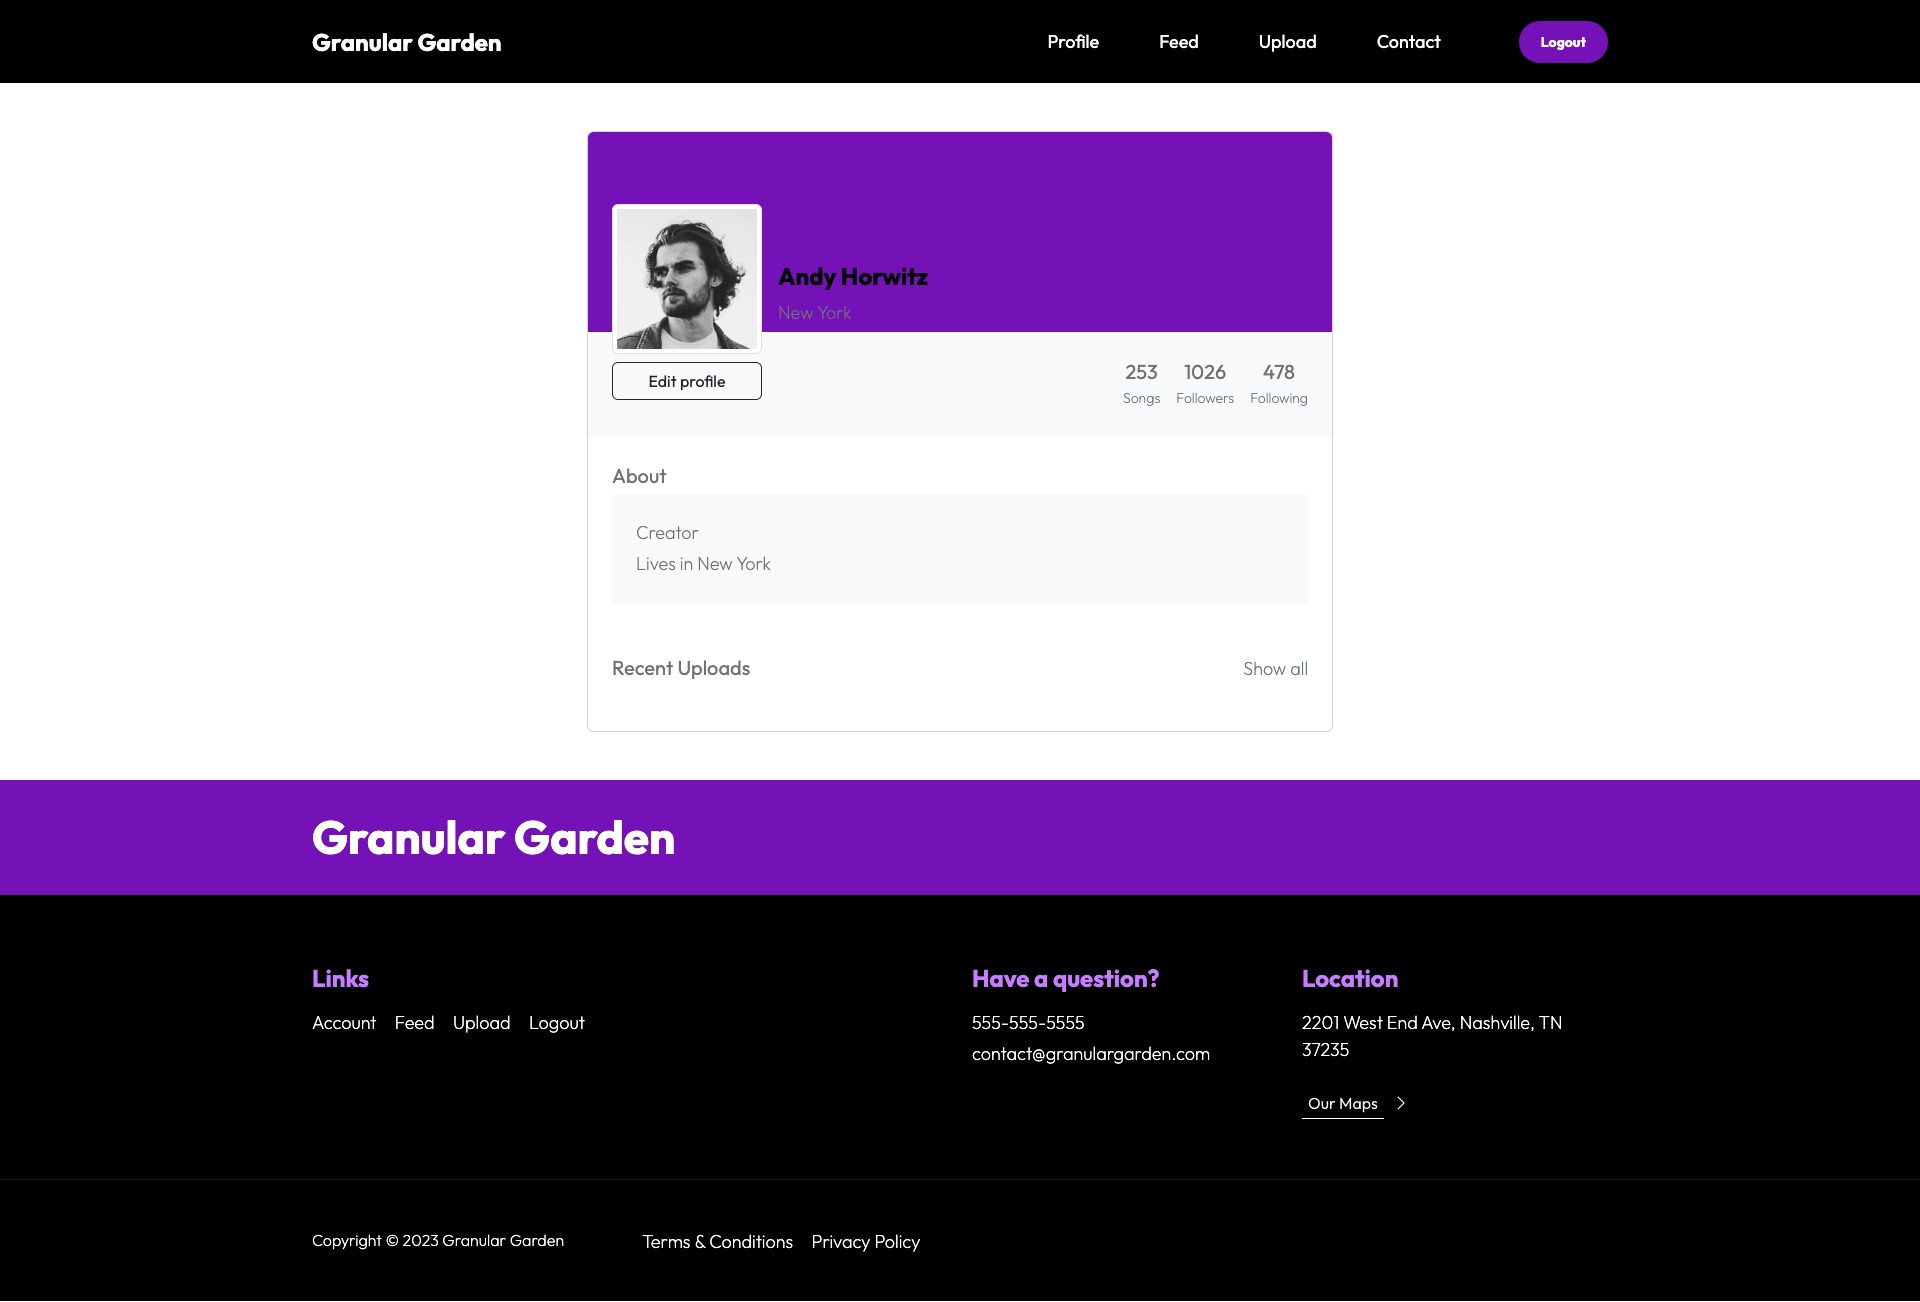 Granular Garden
Profile
Feed
Upload
Contact
Logout
Andy Horwitz
New York
Edit profile
253
Songs
1026
Followers
478
Following
About
Creator
Lives in New York
Recent Uploads
Show all
Granular Garden
Links
Account
Feed
Upload
Logout
Have a question?
555-555-5555
contact@granulargarden.com
Location
2201 West End Ave, Nashville, TN
37235
Our Maps
Copyright © 2023 Granular Garden
Terms & Conditions
Privacy Policy